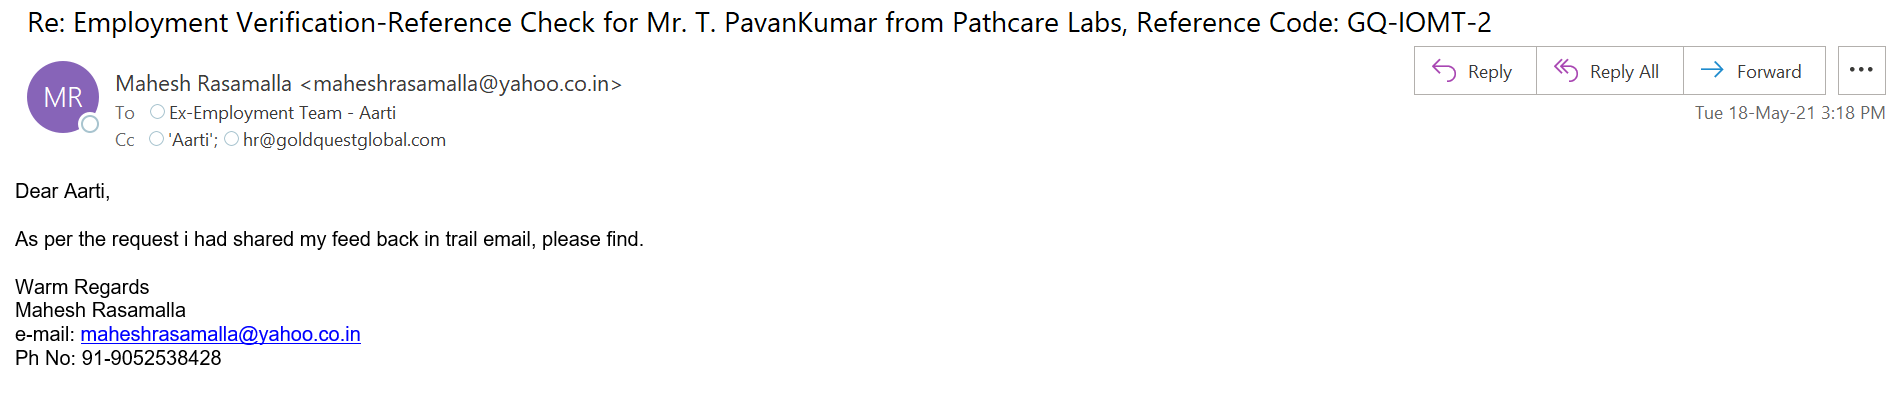 Re: Employment Verification-Reference Check for Mr. T. PavanKumar from Pathcare Labs, Reference Code: GQ-IOMT-2
MR
Mahesh Rasamalla <maheshrasamalla@yahoo.co.in>
To Ex-Employment Team - Aarti
Cc 'Aarti'; hr@goldquestglobal.com
Reply Reply All Forward ...
Tue 18-May-21 3:18 PM
Dear Aarti,
As per the request i had shared my feed back in trail email, please find.
Warm Regards
Mahesh Rasamalla
e-mail: maheshrasamalla@yahoo.co.in
Ph No: 91-9052538428